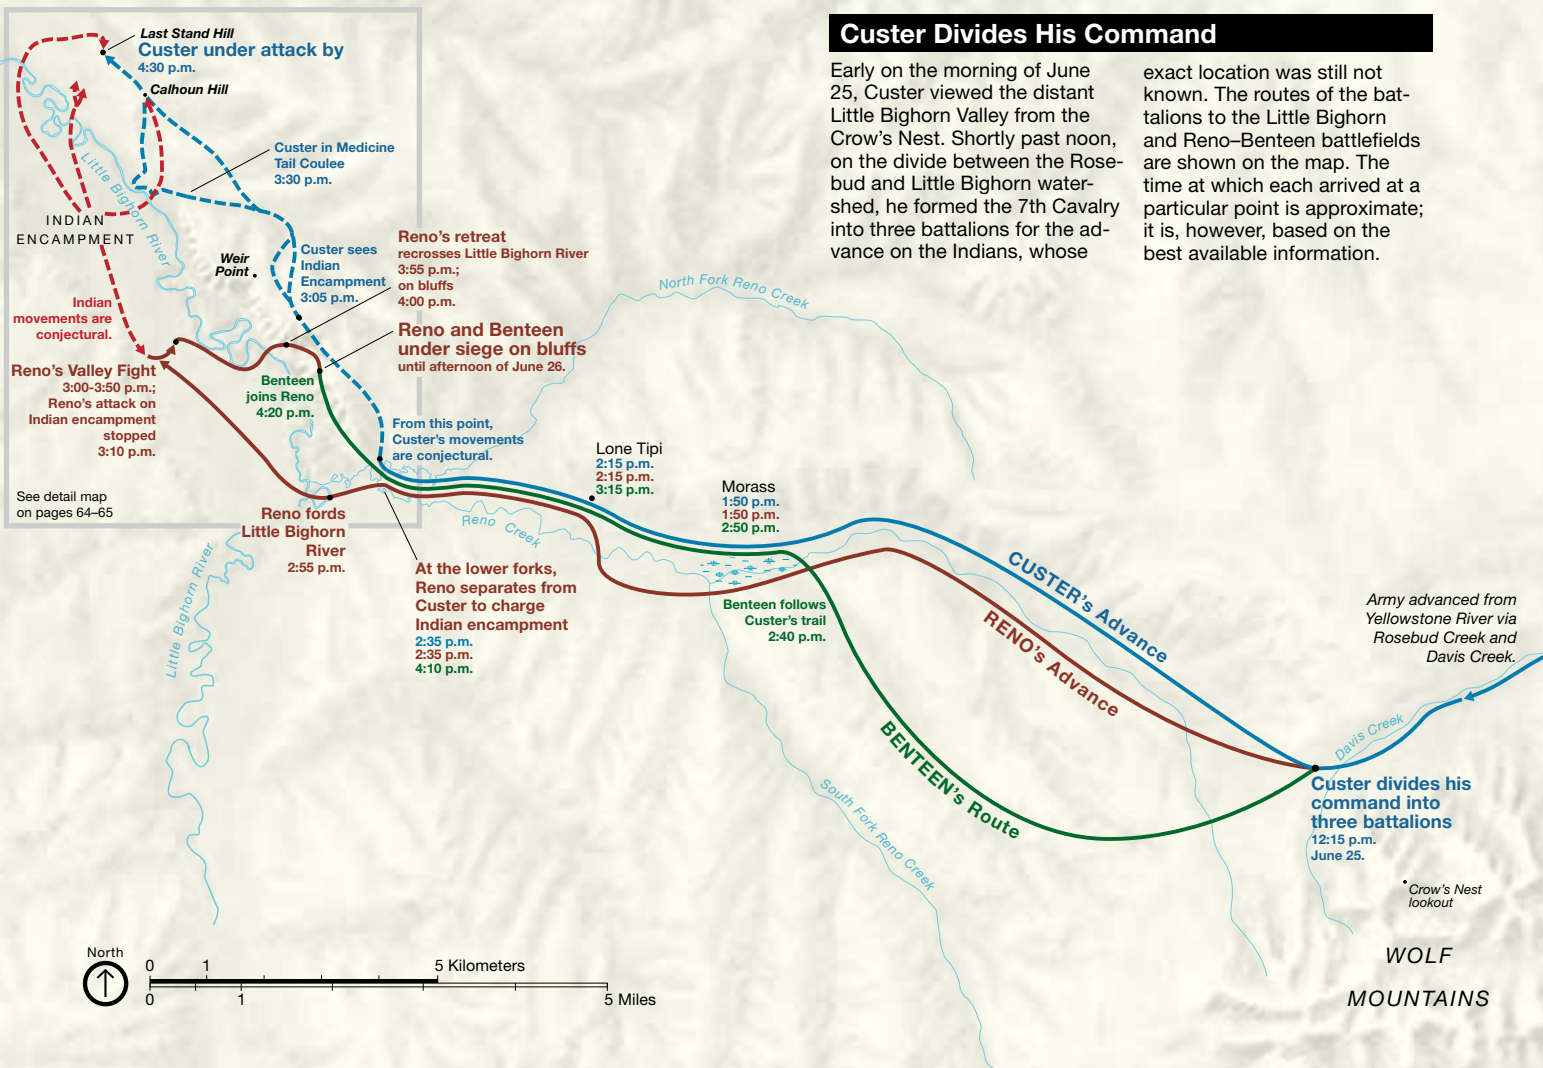 Custer Divides His Command
Early on the morning of June
25, Custer viewed the distant
Little Bighorn Valley from the
Crow's Nest. Shortly past noon,
on the divide between the Rose-
bud and Little Bighorn water-
shed, he formed the 7th Cavalry
into three battalions for the ad-
vance on the Indians, whose
exact location was still not
known. The routes of the bat-
talions to the Little Bighorn
and Reno–Benteen battlefields
are shown on the map. The
time at which each arrived at a
particular point is approximate;
it is, however, based on the
best available information.
Last Stand Hill
Custer under attack by
4:30 p.m.
Calhoun Hill
Custer in Medicine
Tail Coulee
3:30 p.m.
Little Bighorn River
INDIAN
ENCAMPMENT
Weir
Point
Custer sees
Indian
Encampment
3:05 p.m.
Reno's retreat
recrosses Little Bighorn River
3:55 p.m.;
on bluffs
4:00 p.m.
Indian
movements are
conjectural.
Reno and Benteen
under siege on bluffs
until afternoon of June 26.
Reno's Valley Fight
3:00-3:50 p.m.;
Reno's attack on
Indian encampment
stopped
3:10 p.m.
Benteen
joins Reno
4:20 p.m.
From this point,
Custer's movements
are conjectural.
See detail map
on pages 64–65
Reno fords
Little Bighorn
River
2:55 p.m.
Little Bighorn River
At the lower forks,
Reno separates from
Custer to charge
Indian encampment
2:35 p.m.
2:35 p.m.
4:10 p.m.
North Fork Reno Creek
Reno Creek
Lone Tipi
2:15 p.m.
2:15 p.m.
3:15 p.m.
Morass
1:50 p.m.
1:50 p.m.
2:50 p.m.
Benteen follows
Custer's trail
2:40 p.m.
CUSTER's Advance
RENO's Advance
BENTEEN's Route
South Fork Reno Creek
Army advanced from
Yellowstone River via
Rosebud Creek and
Davis Creek.
Davis Creek
Custer divides his
command into
three battalions
12:15 p.m.
June 25.
Crow's Nest
lookout
WOLF
MOUNTAINS
North
0 1 5 Kilometers
0 1 5 Miles